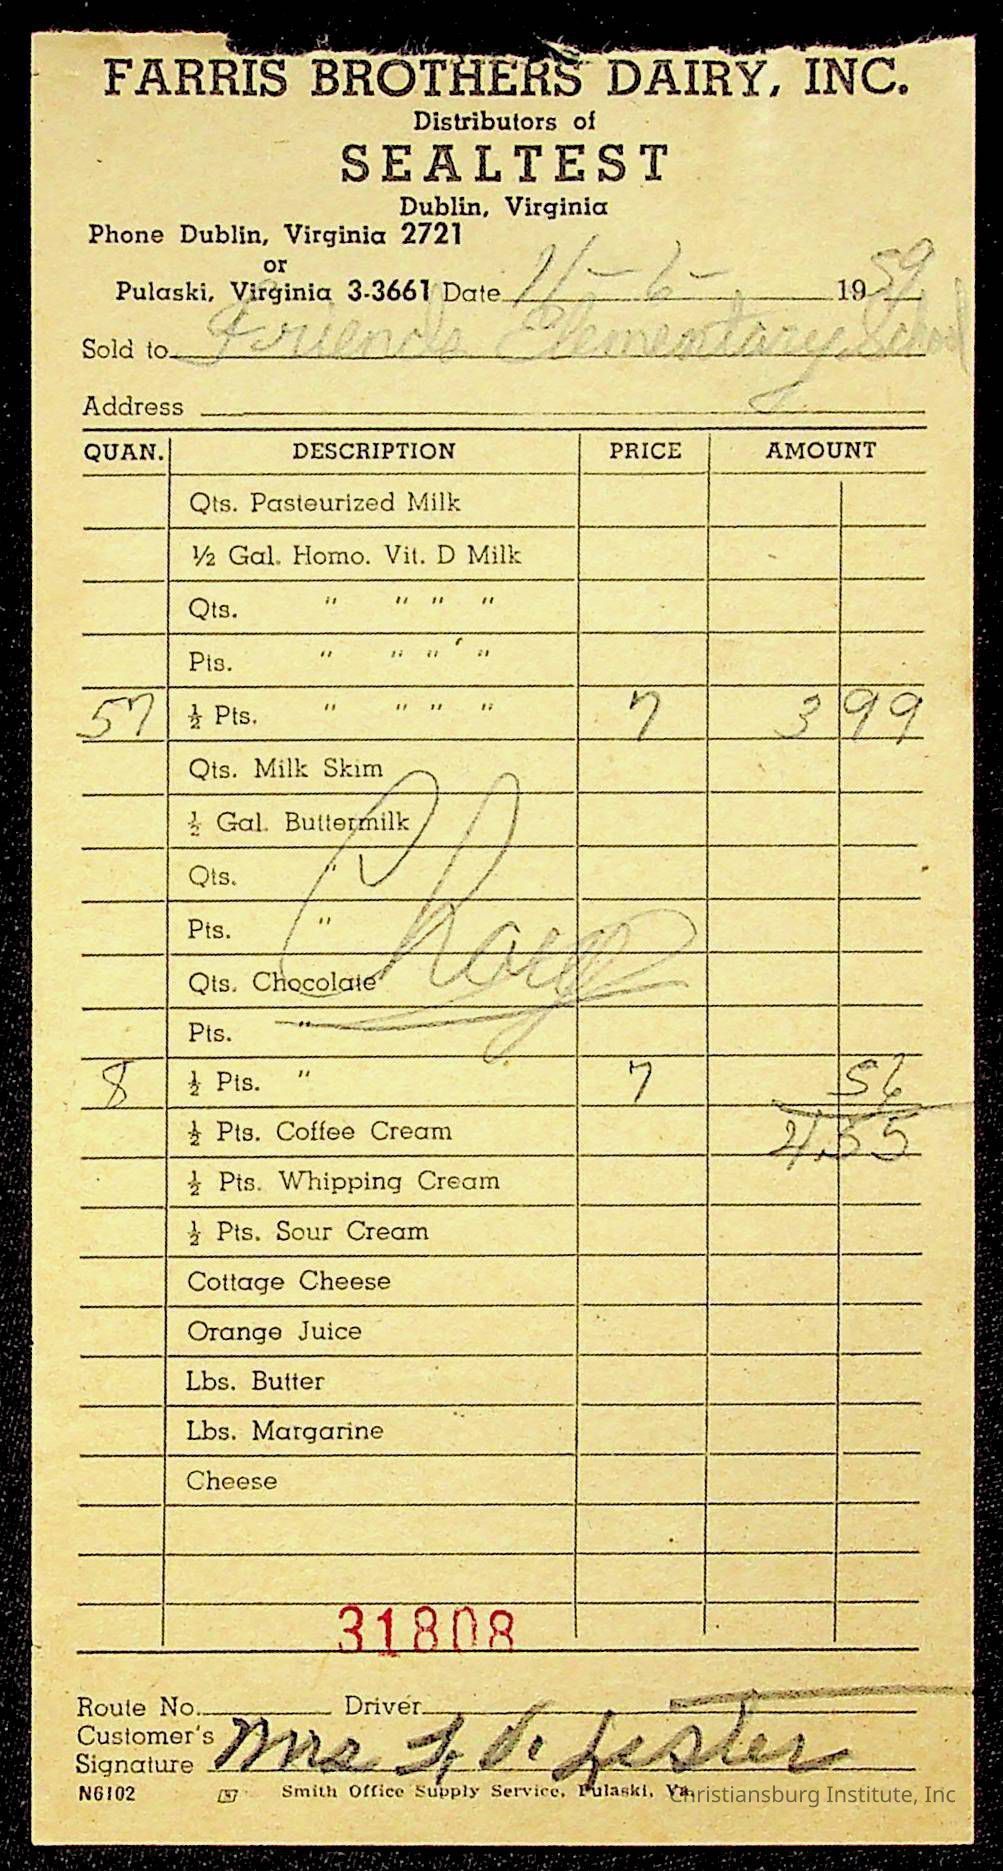 FARRIS BROTHERS DAIRY, INC.
Distributors of
SEALTEST
Dublin, Virginia
Phone Dublin, Virginia 2721
or
Pulaski, Virginia 3-3661 Date 11-6- 1959
Sold to Friends Elementary School
Address
QUAN. DESCRIPTION PRICE AMOUNT
Qts. Pasteurized Milk
½ Gal. Homo. Vit. D Milk
Qts. " " " "
Pts. " " " "
57 ½ Pts. " " " " 7 3 99
Qts. Milk Skim
½ Gal. Buttermilk
Qts. "
Pts. "
Charge
Qts. Chocolate
Pts. "
8 ½ Pts. " 7 56
½ Pts. Coffee Cream 4.55
½ Pts. Whipping Cream
½ Pts. Sour Cream
Cottage Cheese
Orange Juice
Lbs. Butter
Lbs. Margarine
Cheese
31808
Route No. Driver
Customer's
Signature Mrs L. D. Lester
N6102 Smith Office Supply Service, Pulaski, Va.
Christiansburg Institute, Inc